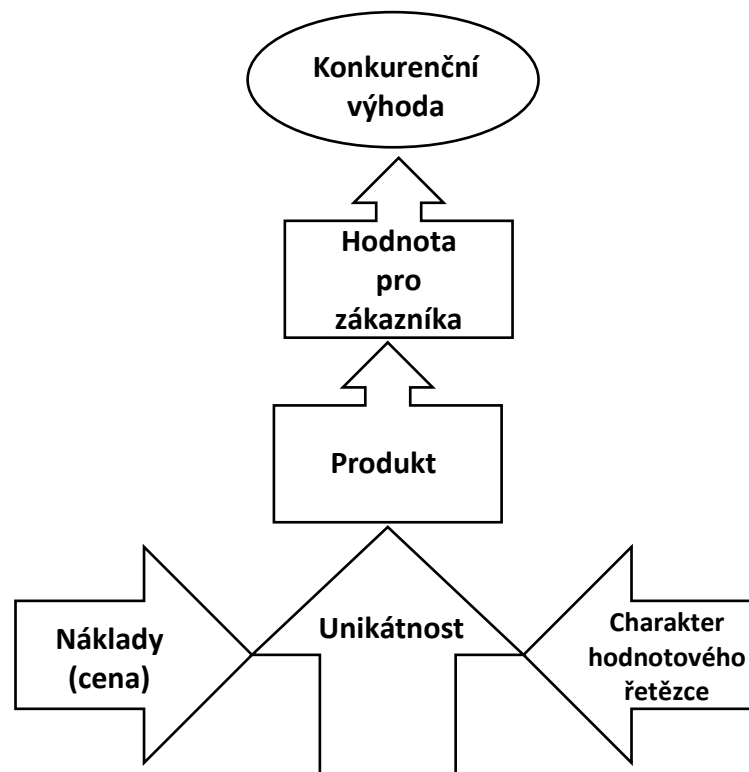 Konkurenční
výhoda
Hodnota
pro
zákazníka
Produkt
Náklady
(cena)
Unikátnost
Charakter
hodnotového
řetězce